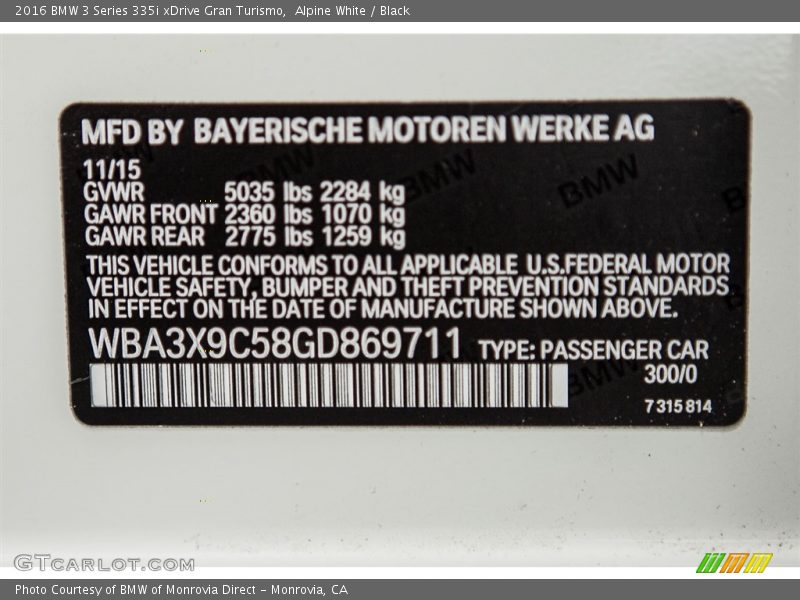 2016 BMW 3 Series 335i xDrive Gran Turismo, Alpine White / Black
MFD BY BAYERISCHE MOTOREN WERKE AG
11/15
GVWR 5035 lbs 2284 kg
GAWR FRONT 2360 lbs 1070 kg
GAWR REAR 2775 lbs 1259 kg
THIS VEHICLE CONFORMS TO ALL APPLICABLE U.S.FEDERAL MOTOR
VEHICLE SAFETY, BUMPER AND THEFT PREVENTION STANDARDS
IN EFFECT ON THE DATE OF MANUFACTURE SHOWN ABOVE.
WBA3X9C58GD869711 TYPE: PASSENGER CAR
300/0
7 315 814
GTCARLOT.COM
Photo Courtesy of BMW of Monrovia Direct - Monrovia, CA